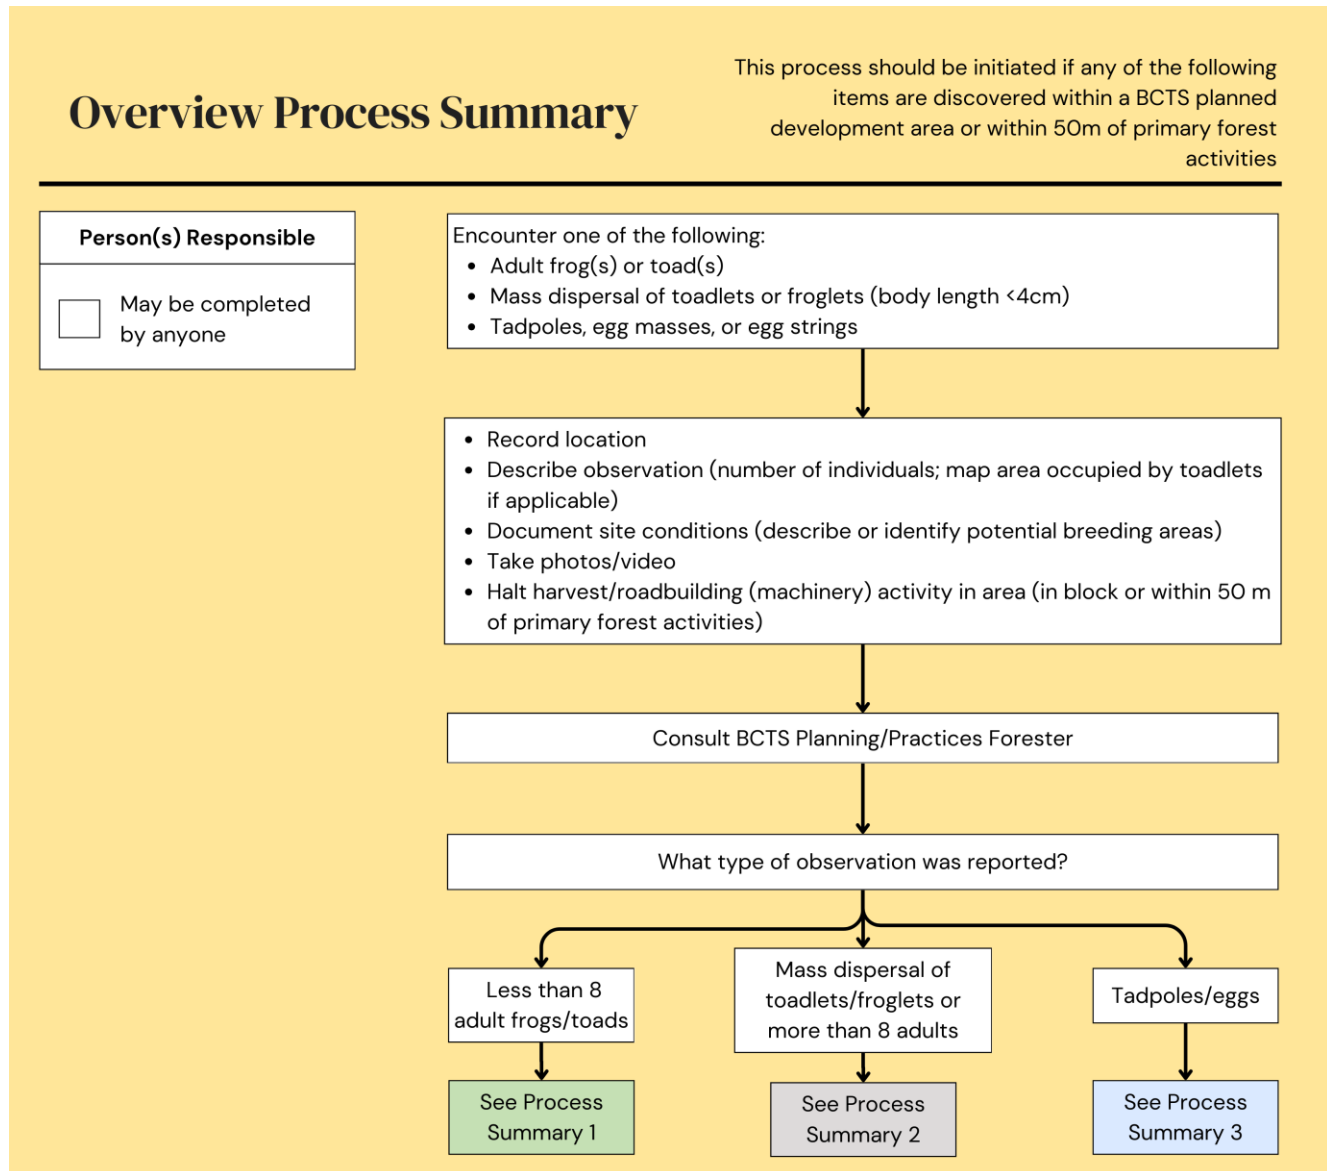 Overview Process Summary
This process should be initiated if any of the following
items are discovered within a BCTS planned
development area or within 50m of primary forest
activities
Person(s) Responsible
May be completed
by anyone
Encounter one of the following:
• Adult frog(s) or toad(s)
• Mass dispersal of toadlets or froglets (body length <4cm)
• Tadpoles, egg masses, or egg strings
• Record location
• Describe observation (number of individuals; map area occupied by toadlets
if applicable)
• Document site conditions (describe or identify potential breeding areas)
• Take photos/video
• Halt harvest/roadbuilding (machinery) activity in area (in block or within 50 m
of primary forest activities)
Consult BCTS Planning/Practices Forester
What type of observation was reported?
Less than 8
adult frogs/toads
Mass dispersal of
toadlets/froglets or
more than 8 adults
Tadpoles/eggs
See Process
Summary 1
See Process
Summary 2
See Process
Summary 3